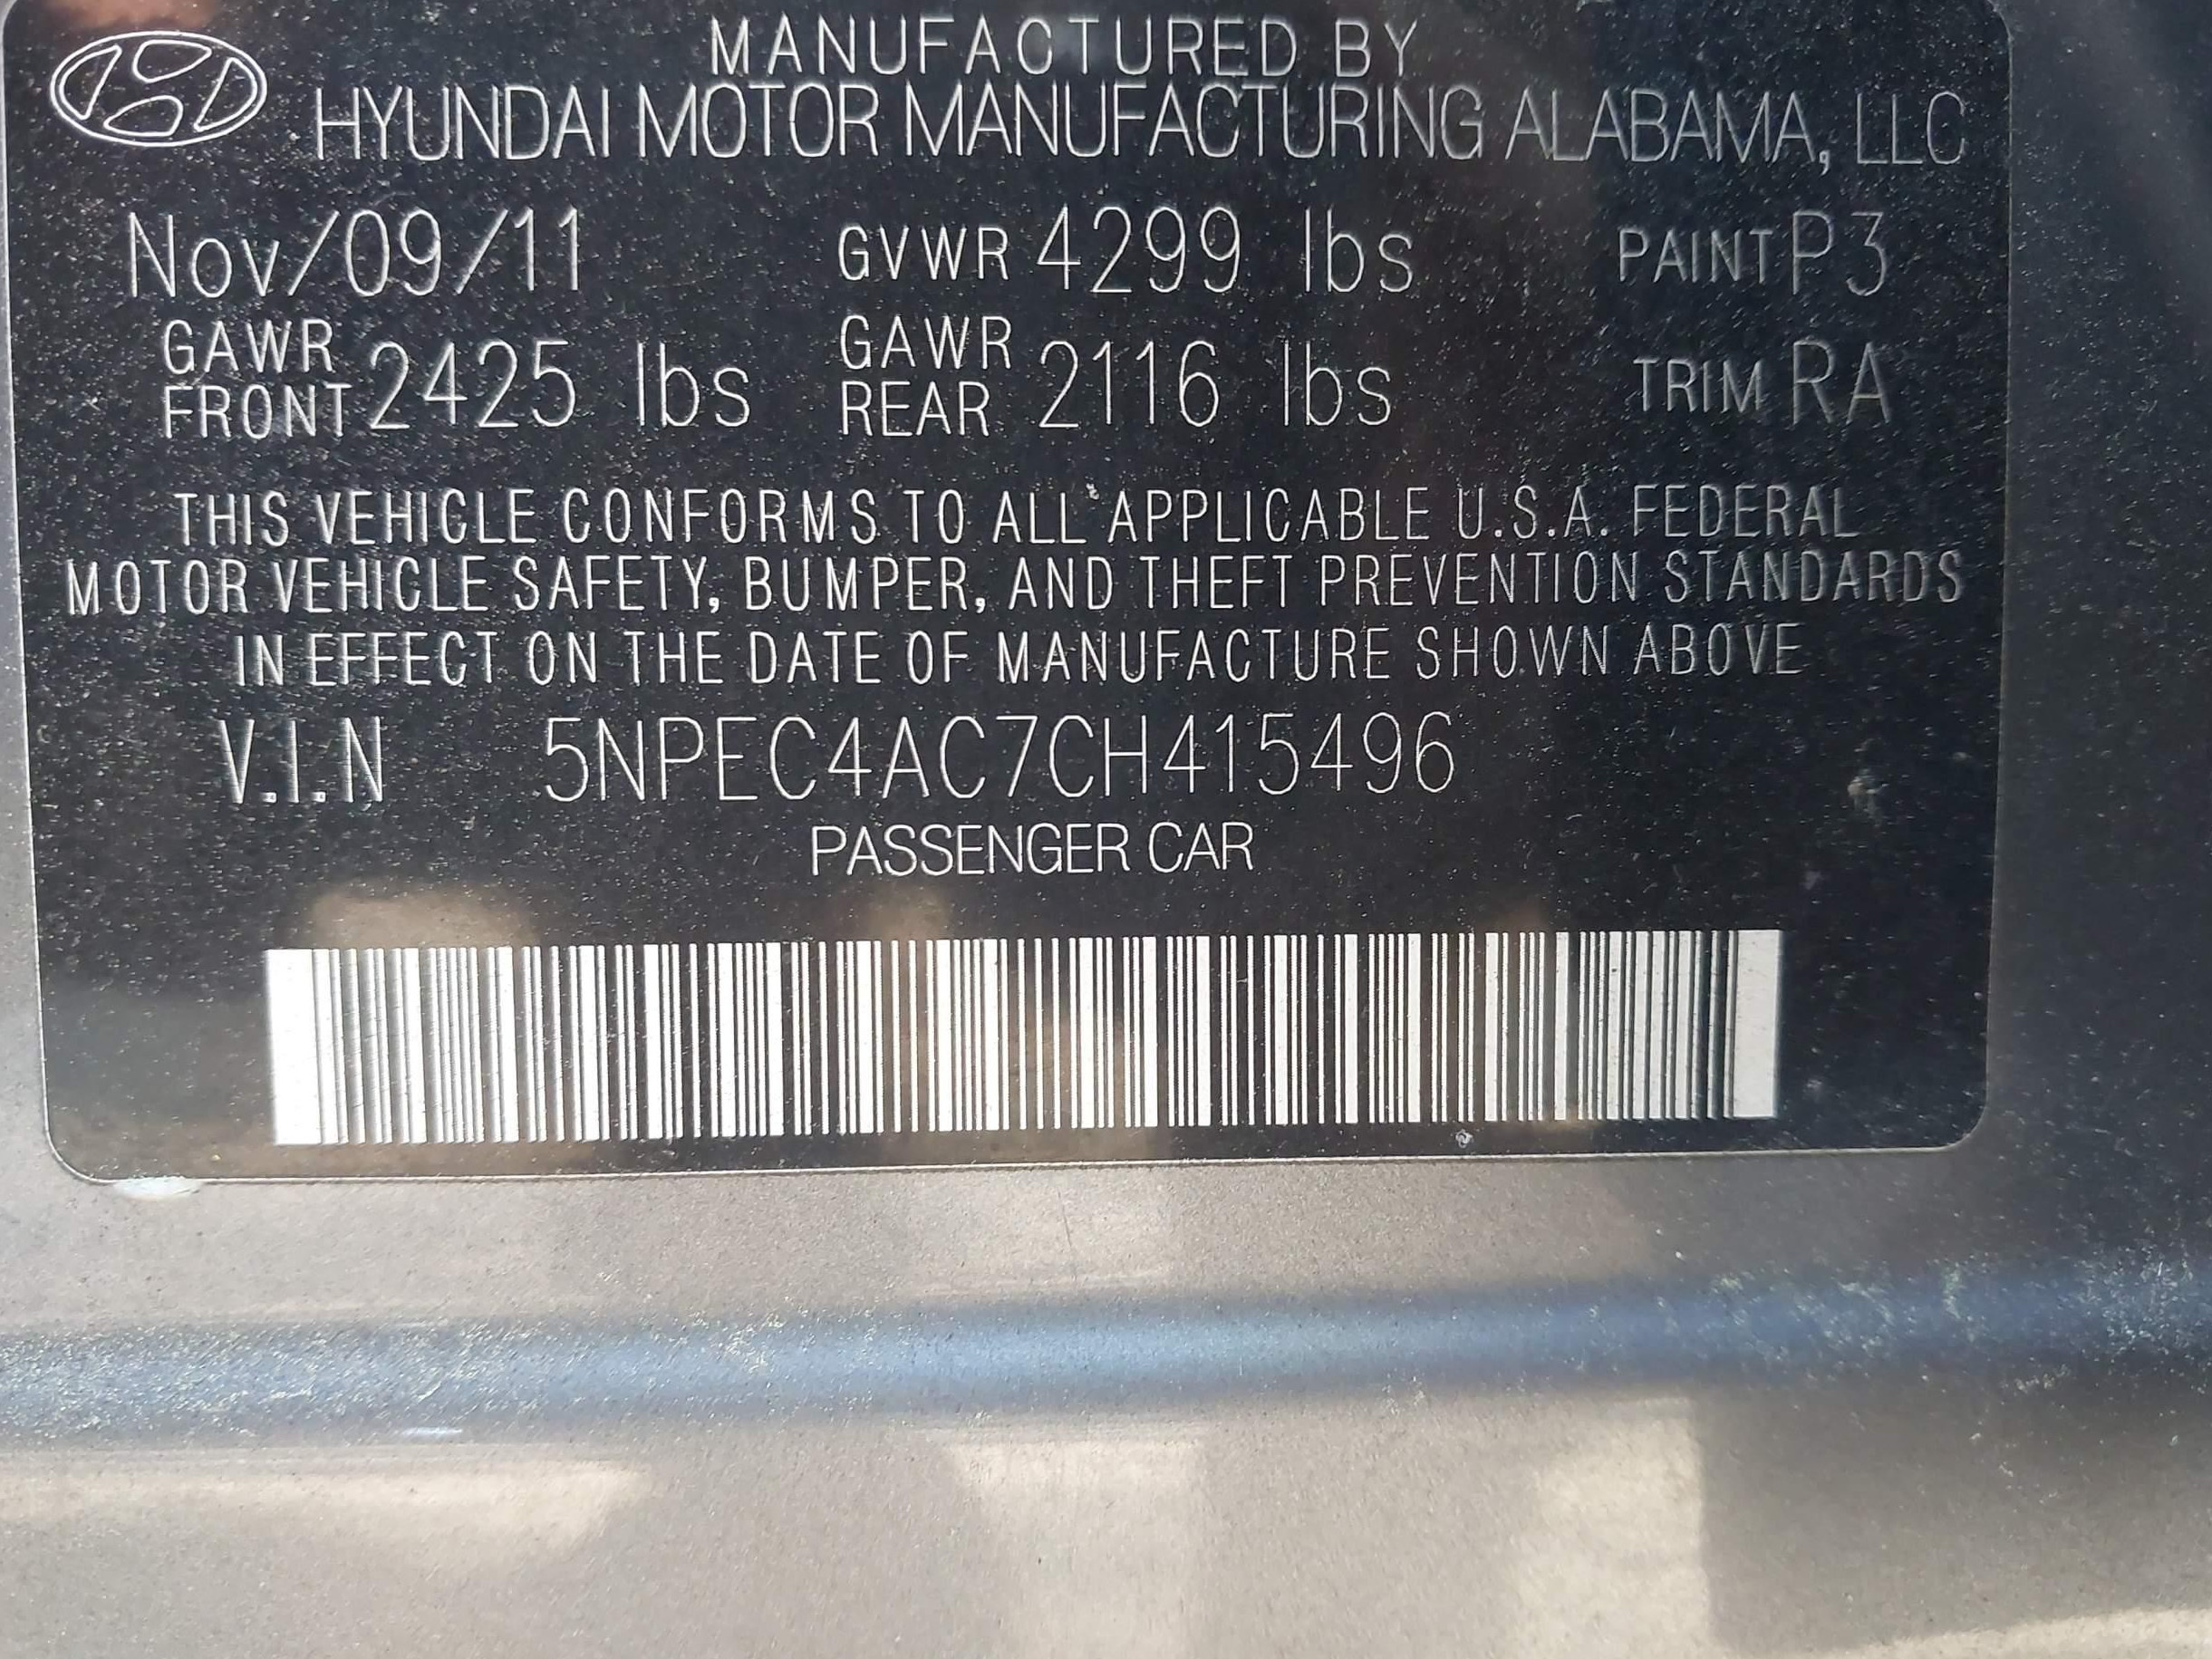 MANUFACTURED BY
HYUNDAI MOTOR MANUFACTURING ALABAMA, LLC
Nov/09/11 GVWR 4299 lbs PAINT P3
GAWR FRONT 2425 lbs GAWR REAR 2116 lbs TRIM RA
THIS VEHICLE CONFORMS TO ALL APPLICABLE U.S.A. FEDERAL
MOTOR VEHICLE SAFETY, BUMPER, AND THEFT PREVENTION STANDARDS
IN EFFECT ON THE DATE OF MANUFACTURE SHOWN ABOVE
V.I.N 5NPEC4AC7CH415496
PASSENGER CAR